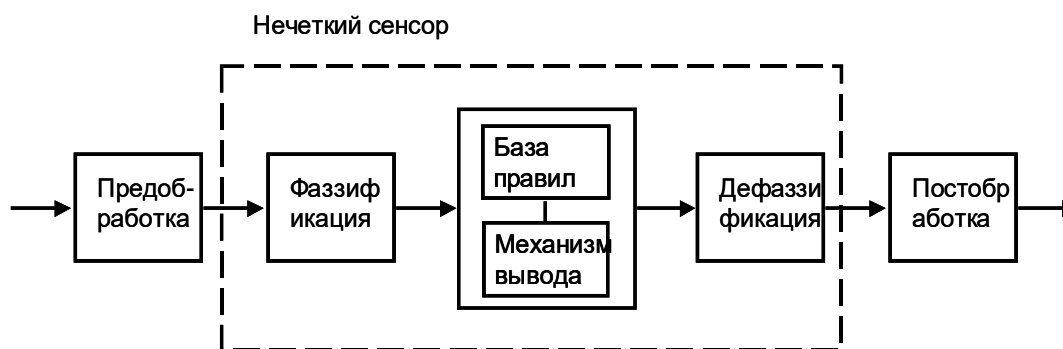 Нечеткий сенсор
Предоб-
работка
Фаззиф
икация
База
правил
Механизм
вывода
Дефаззи
фикация
Постобр
аботка